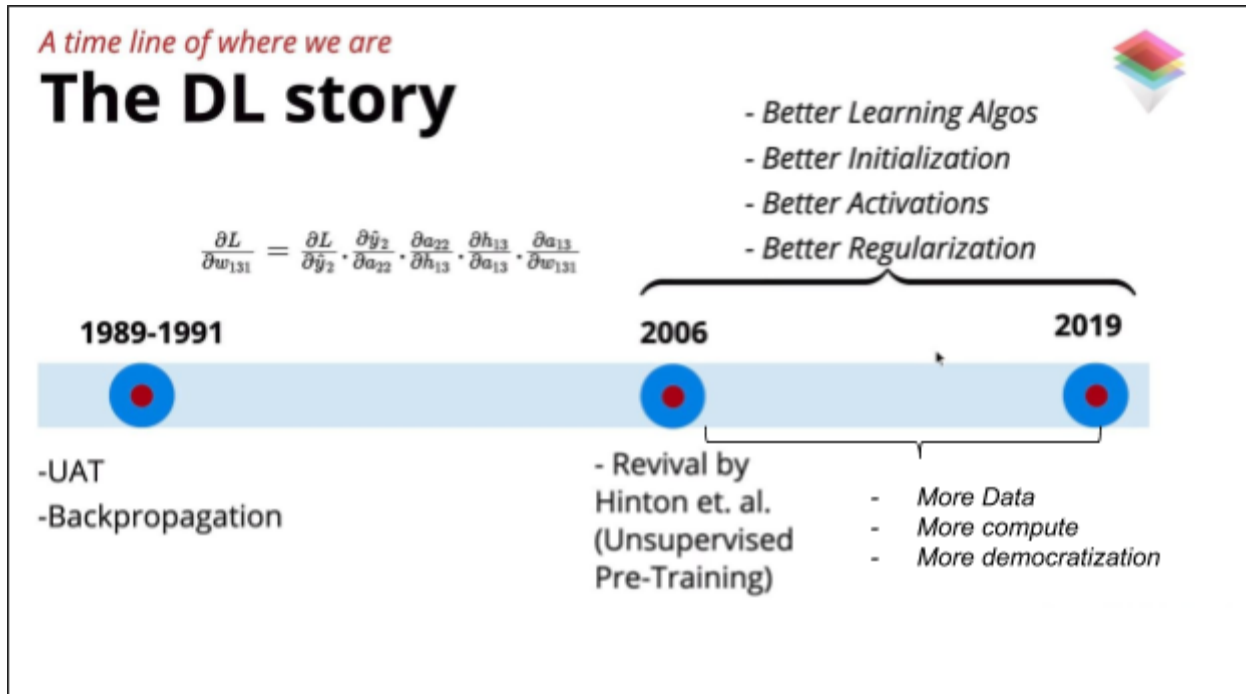 A time line of where we are
The DL story
- Better Learning Algos
- Better Initialization
- Better Activations
- Better Regularization
∂L/∂w₁₃₁ = ∂L/∂ŷ₂ . ∂ŷ₂/∂a₂₂ . ∂a₂₂/∂h₁₃ . ∂h₁₃/∂a₁₃ . ∂a₁₃/∂w₁₃₁
1989-1991
2006
2019
-UAT
-Backpropagation
- Revival by
Hinton et. al.
(Unsupervised
Pre-Training)
- More Data
- More compute
- More democratization